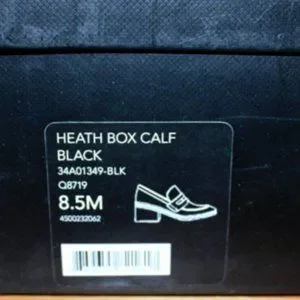 HEATH BOX CALF
BLACK
34A01349-BLK
Q8719
8.5M
4500232062